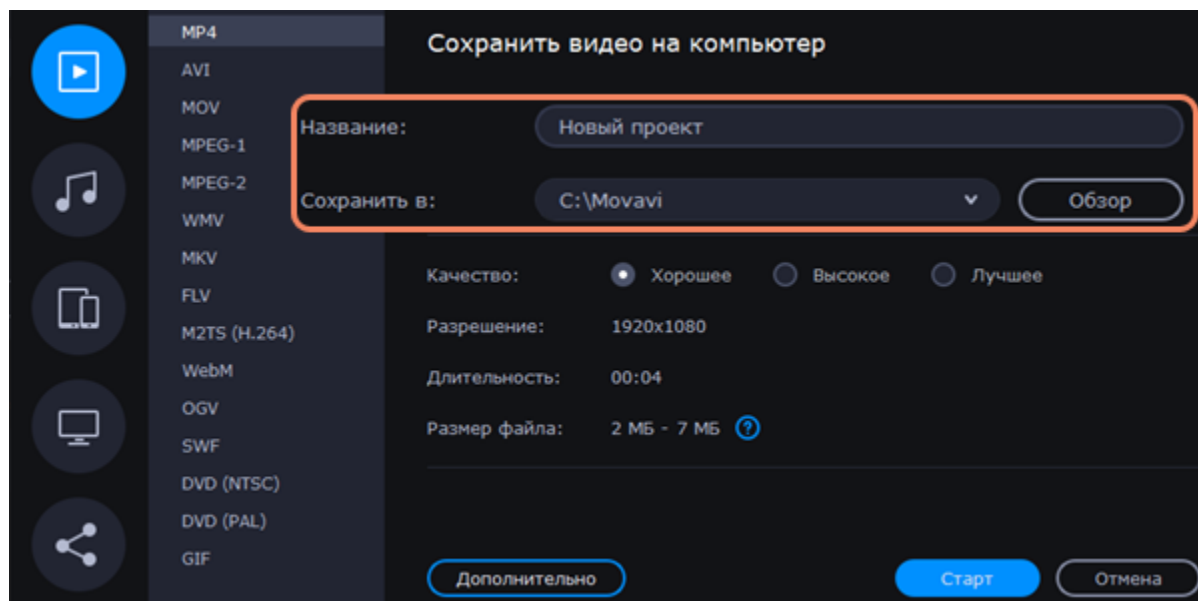 MP4
AVI
MOV
MPEG-1
MPEG-2
WMV
MKV
FLV
M2TS (H.264)
WebM
OGV
SWF
DVD (NTSC)
DVD (PAL)
GIF
Сохранить видео на компьютер
Название: Новый проект
Сохранить в: C:\Movavi Обзор
Качество: Хорошее Высокое Лучшее
Разрешение: 1920x1080
Длительность: 00:04
Размер файла: 2 МБ - 7 МБ ?
Дополнительно Старт Отмена